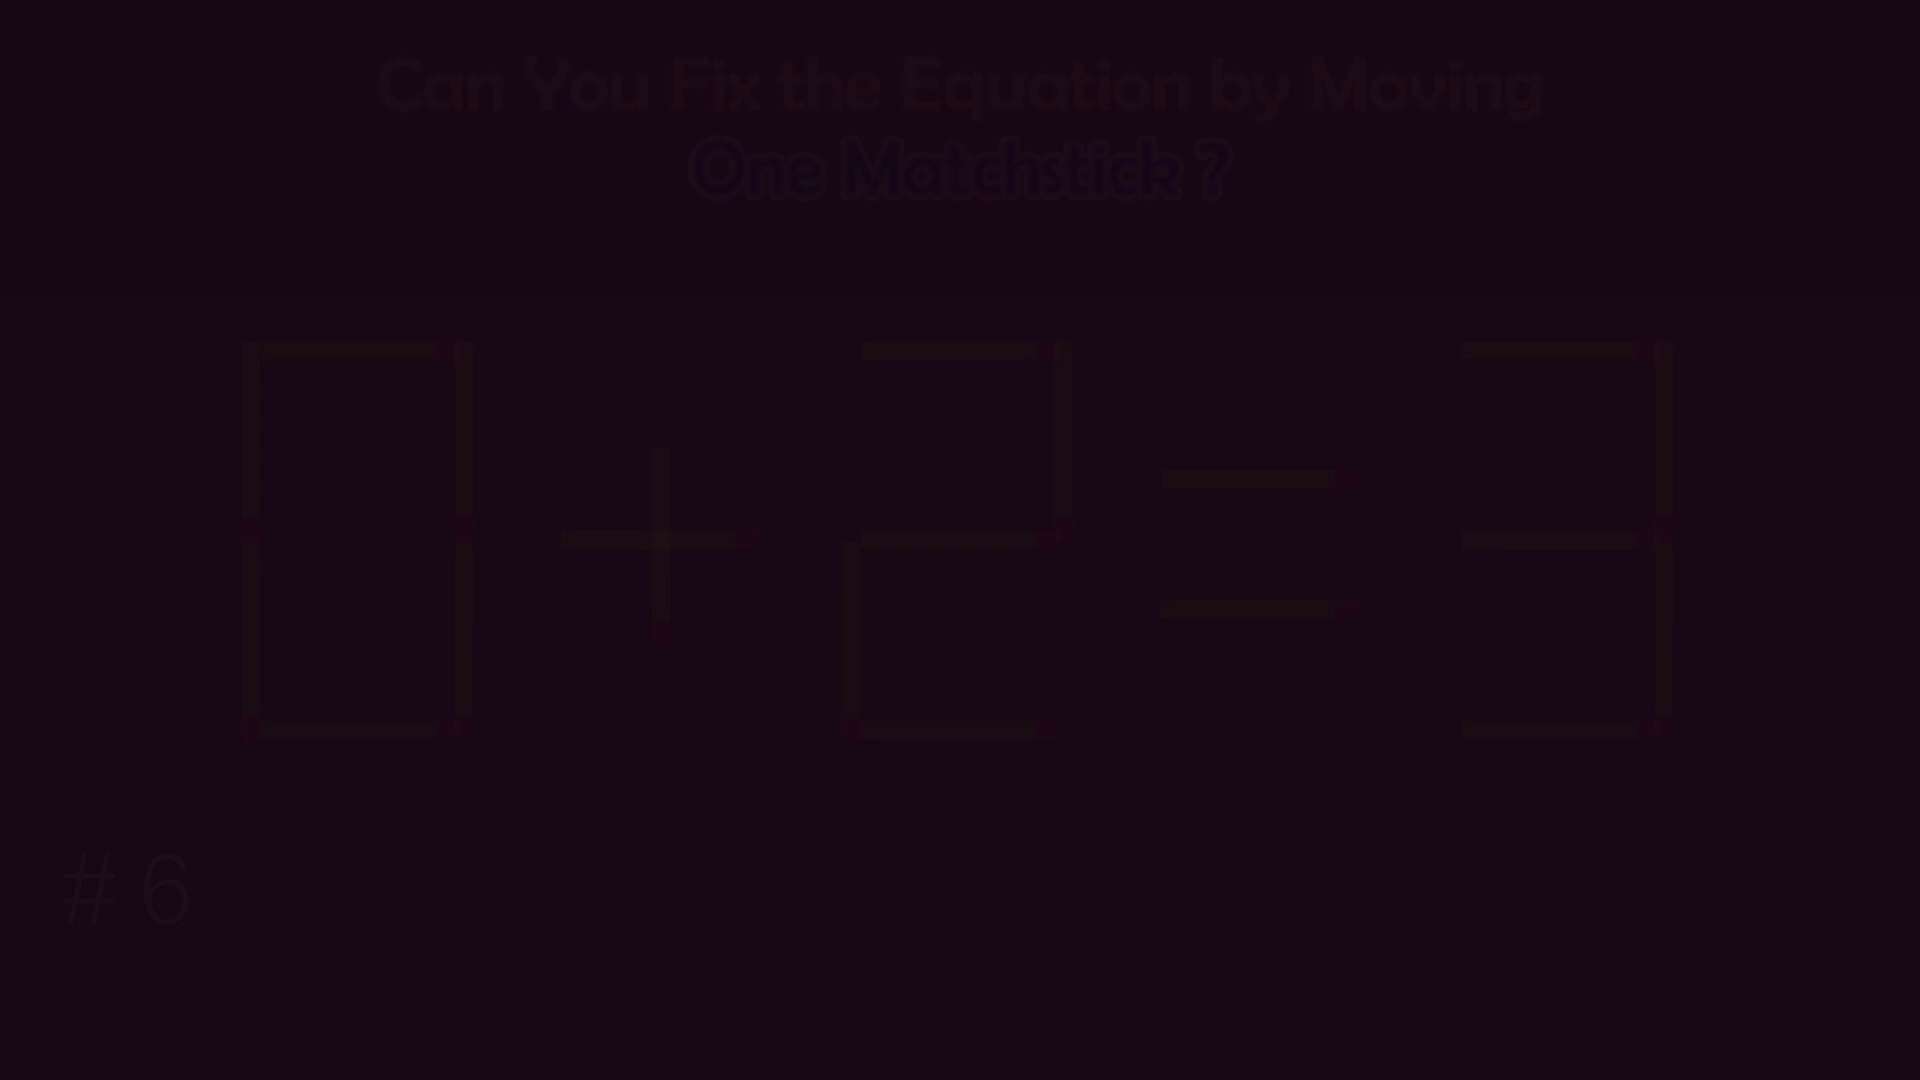 Can You Fix the Equation by Moving
One Matchstick ?
0 + 2 = 3
# 6